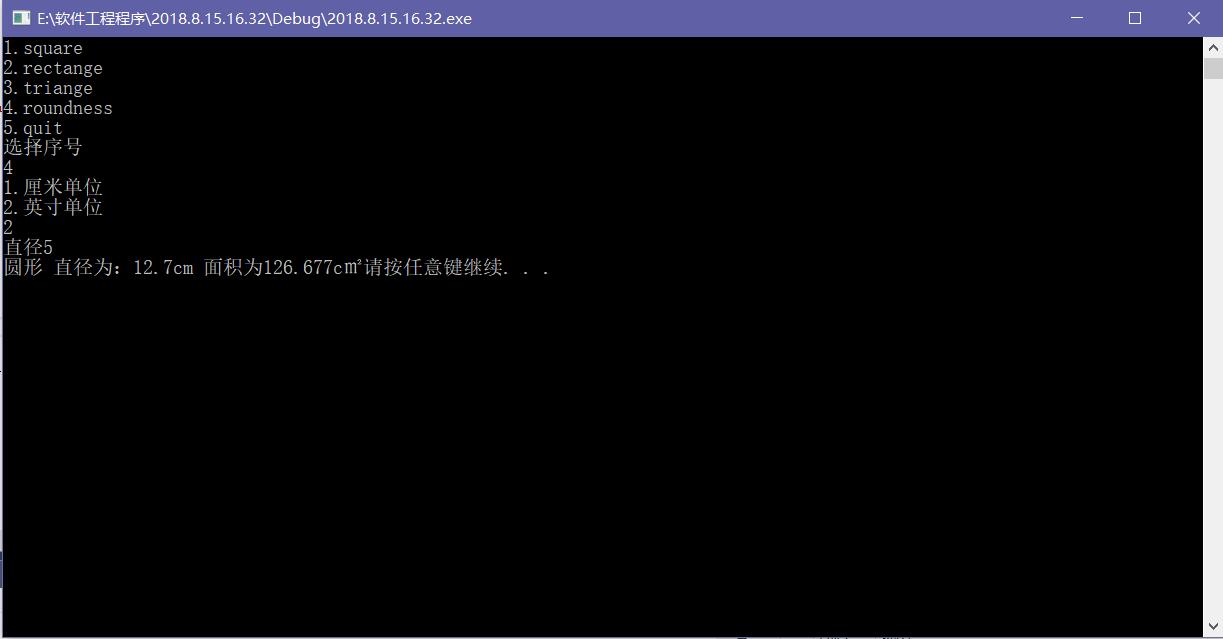 E:\软件工程程序\2018.8.15.16.32\Debug\2018.8.15.16.32.exe
1.square
2.rectange
3.triange
4.roundness
5.quit
选择序号
4
1.厘米单位
2.英寸单位
2
直径5
圆形 直径为：12.7cm 面积为126.677c㎡请按任意键继续. . .